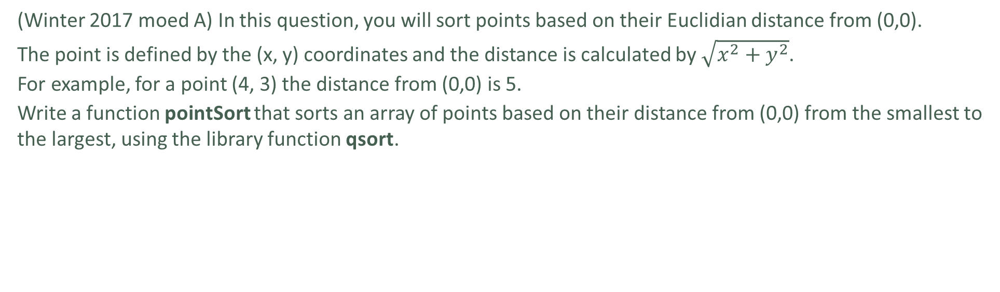 (Winter 2017 moed A) In this question, you will sort points based on their Euclidian distance from (0,0).
The point is defined by the (x, y) coordinates and the distance is calculated by √x² + y².
For example, for a point (4, 3) the distance from (0,0) is 5.
Write a function pointSort that sorts an array of points based on their distance from (0,0) from the smallest to
the largest, using the library function qsort.